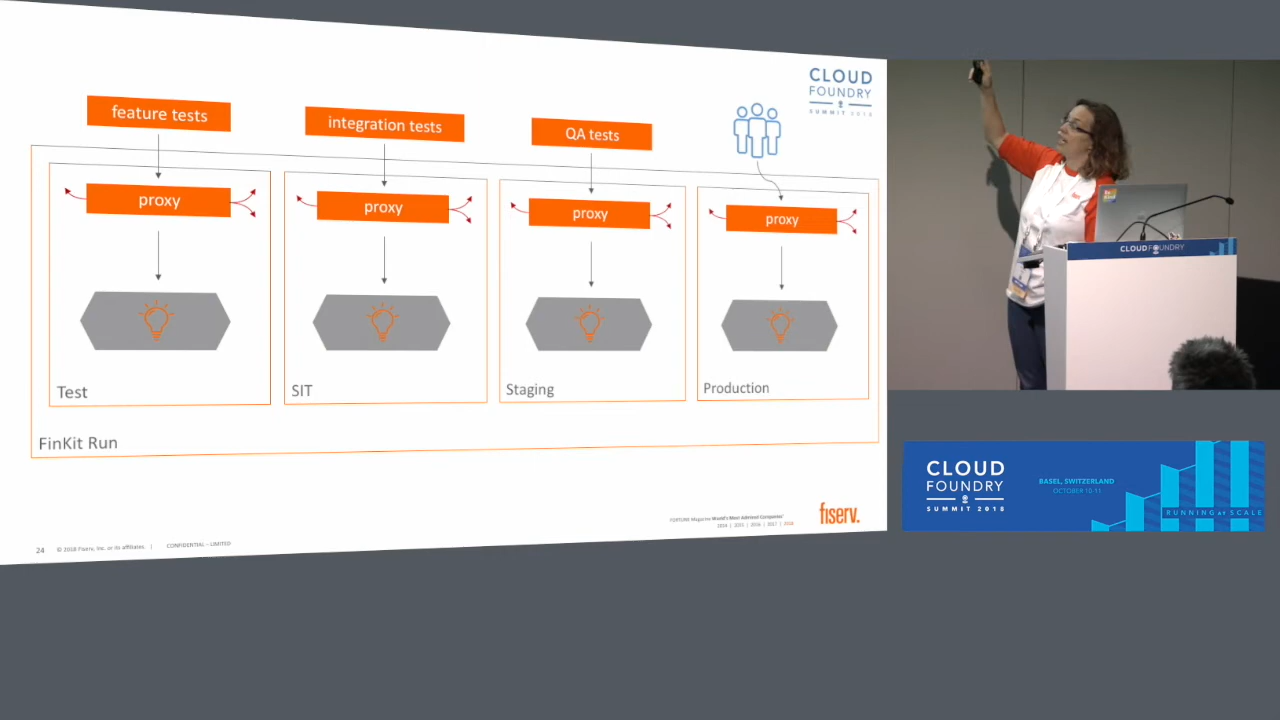 CLOUD
FOUNDRY
SUMMIT 2018
feature tests
integration tests
QA tests
proxy
proxy
proxy
proxy
Test
SIT
Staging
Production
FinKit Run
FORTUNE Magazine World's Most Admired Companies®
2014 | 2015 | 2016 | 2017 | 2018
fiserv.
24 © 2018 Fiserv, Inc. or its affiliates. | CONFIDENTIAL – LIMITED
CLOUD FOUNDRY
CLOUD
FOUNDRY
SUMMIT 2018
BASEL, SWITZERLAND
OCTOBER 10-11
RUNNING AT SCALE